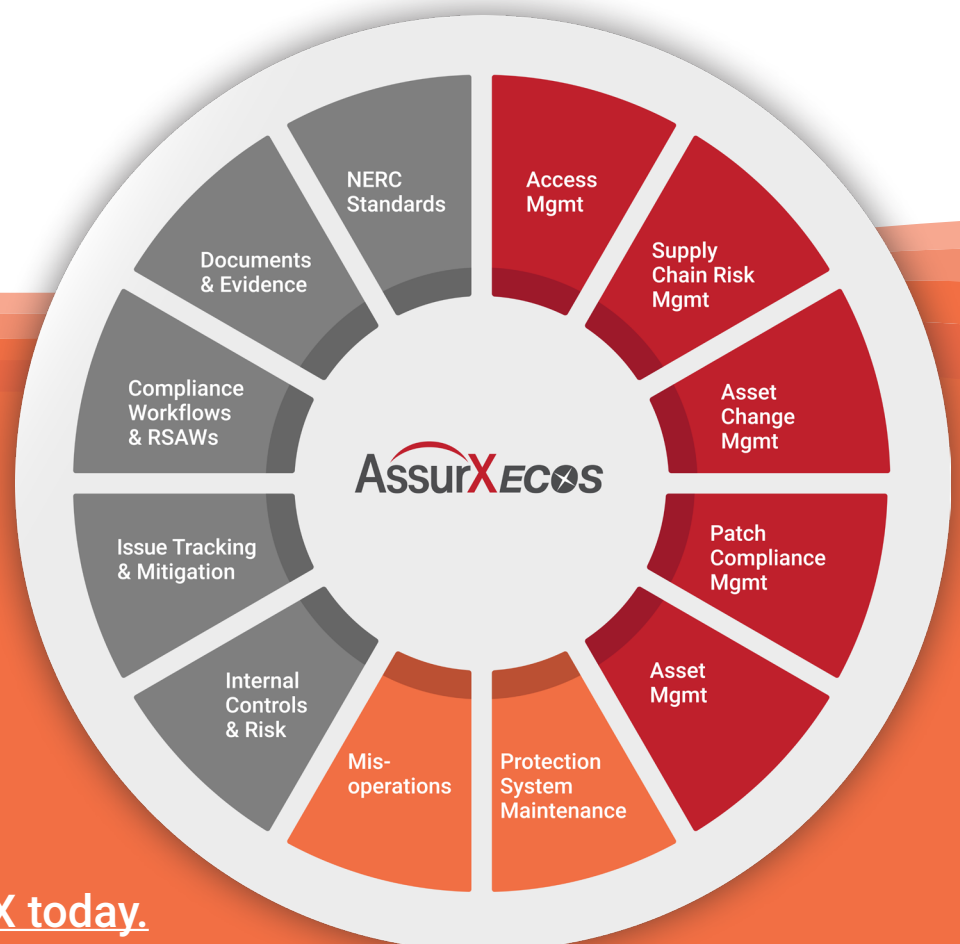 NERC
Standards
Access
Mgmt
Supply
Chain Risk
Mgmt
Asset
Change
Mgmt
Patch
Compliance
Mgmt
Asset
Mgmt
Protection
System
Maintenance
Mis-
operations
Internal
Controls
& Risk
Issue Tracking
& Mitigation
Compliance
Workflows
& RSAWs
Documents
& Evidence
AssurX ECOS
X today.